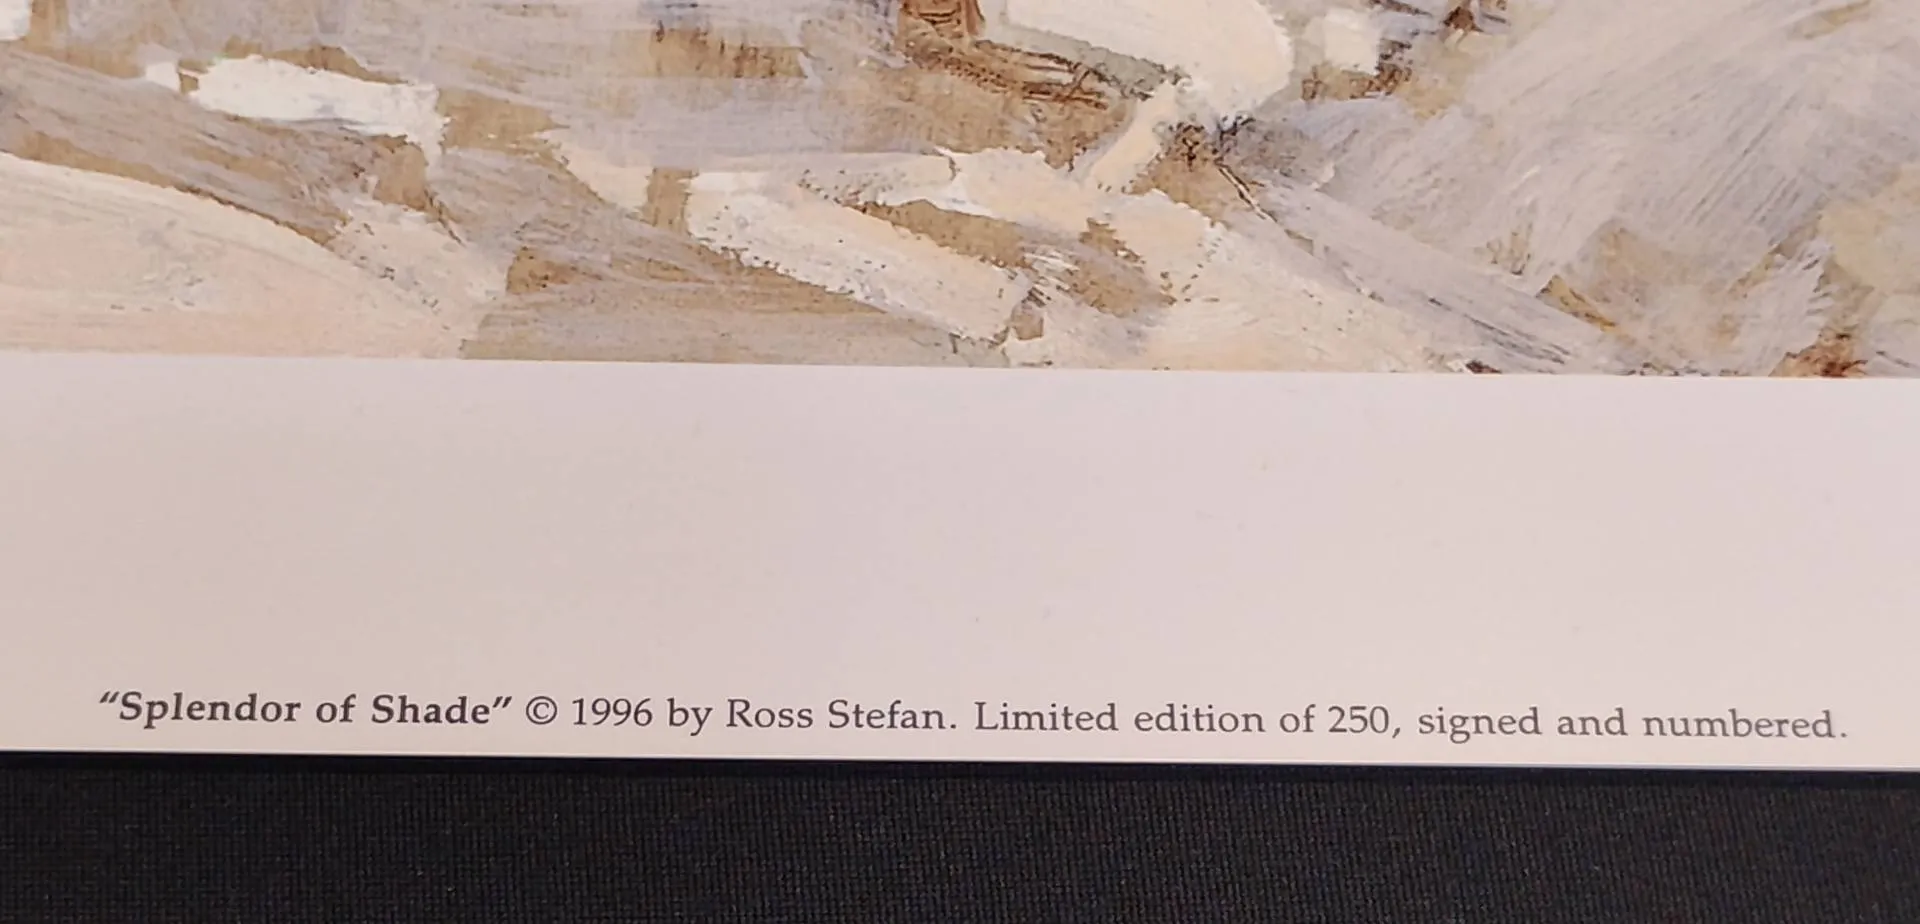 “Splendor of Shade” © 1996 by Ross Stefan. Limited edition of 250, signed and numbered.